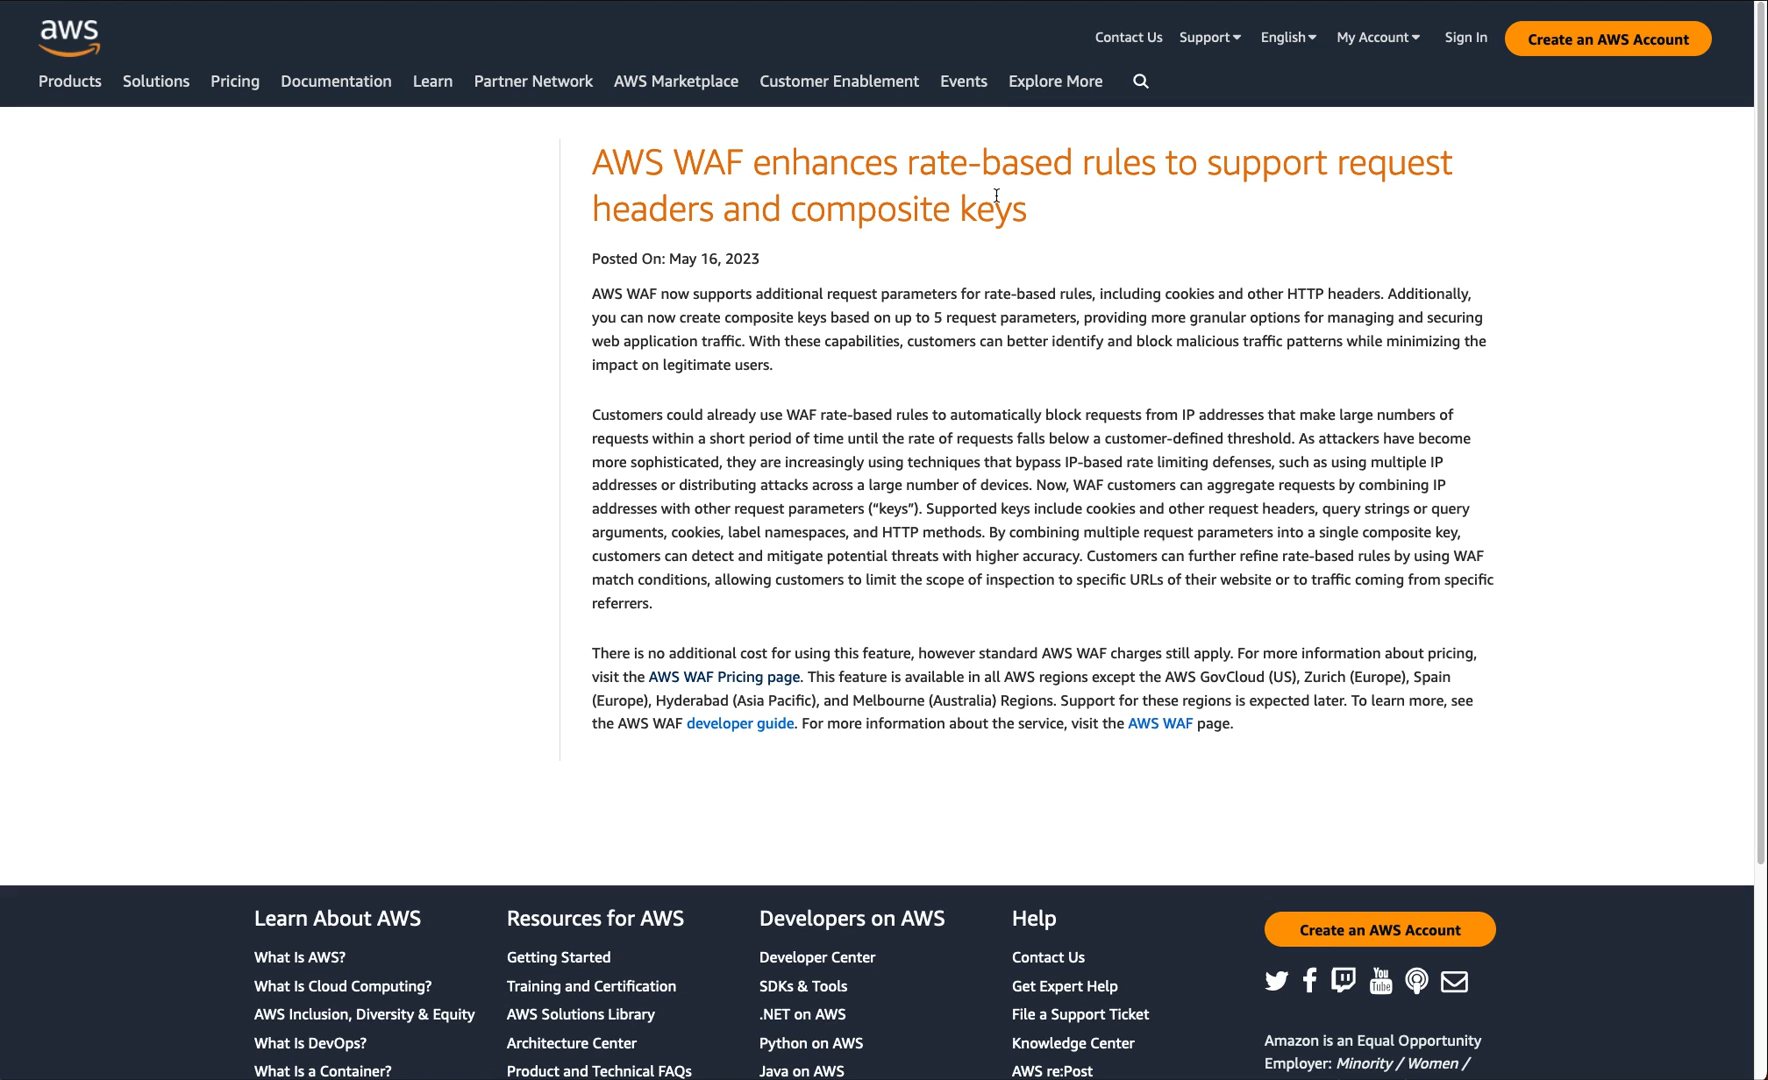 aws
Contact Us Support English My Account Sign In Create an AWS Account
Products Solutions Pricing Documentation Learn Partner Network AWS Marketplace Customer Enablement Events Explore More
AWS WAF enhances rate-based rules to support request
headers and composite keys
Posted On: May 16, 2023
AWS WAF now supports additional request parameters for rate-based rules, including cookies and other HTTP headers. Additionally,
you can now create composite keys based on up to 5 request parameters, providing more granular options for managing and securing
web application traffic. With these capabilities, customers can better identify and block malicious traffic patterns while minimizing the
impact on legitimate users.
Customers could already use WAF rate-based rules to automatically block requests from IP addresses that make large numbers of
requests within a short period of time until the rate of requests falls below a customer-defined threshold. As attackers have become
more sophisticated, they are increasingly using techniques that bypass IP-based rate limiting defenses, such as using multiple IP
addresses or distributing attacks across a large number of devices. Now, WAF customers can aggregate requests by combining IP
addresses with other request parameters (“keys”). Supported keys include cookies and other request headers, query strings or query
arguments, cookies, label namespaces, and HTTP methods. By combining multiple request parameters into a single composite key,
customers can detect and mitigate potential threats with higher accuracy. Customers can further refine rate-based rules by using WAF
match conditions, allowing customers to limit the scope of inspection to specific URLs of their website or to traffic coming from specific
referrers.
There is no additional cost for using this feature, however standard AWS WAF charges still apply. For more information about pricing,
visit the AWS WAF Pricing page. This feature is available in all AWS regions except the AWS GovCloud (US), Zurich (Europe), Spain
(Europe), Hyderabad (Asia Pacific), and Melbourne (Australia) Regions. Support for these regions is expected later. To learn more, see
the AWS WAF developer guide. For more information about the service, visit the AWS WAF page.
Learn About AWS
What Is AWS?
What Is Cloud Computing?
AWS Inclusion, Diversity & Equity
What Is DevOps?
What Is a Container?
Resources for AWS
Getting Started
Training and Certification
AWS Solutions Library
Architecture Center
Product and Technical FAQs
Developers on AWS
Developer Center
SDKs & Tools
.NET on AWS
Python on AWS
Java on AWS
Help
Contact Us
Get Expert Help
File a Support Ticket
Knowledge Center
AWS re:Post
Create an AWS Account
You Tube
Amazon is an Equal Opportunity
Employer: Minority / Women /